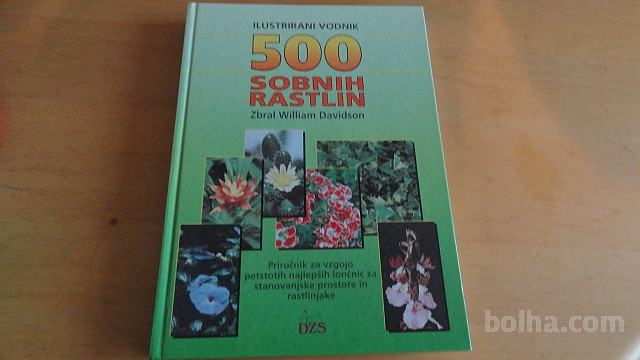 ILUSTRIRANI VODNIK
500
SOBNIH
RASTLIN
Zbral William Davidson
Priročnik za vzgojo
petstotih najlepših lončnic za
stanovanjske prostore in
rastlinjake
DZS
bolha.com